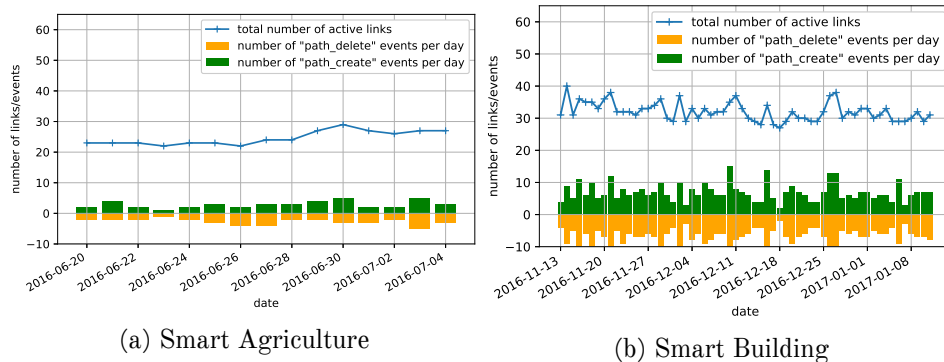 60
50
40
30
20
10
0
−10
number of links/events
total number of active links
number of "path_delete" events per day
number of "path_create" events per day
2016-06-20
2016-06-22
2016-06-24
2016-06-26
2016-06-28
2016-06-30
2016-07-02
2016-07-04
date
(a) Smart Agriculture
60
50
40
30
20
10
0
−10
number of links/events
total number of active links
number of "path_delete" events per day
number of "path_create" events per day
2016-11-13
2016-11-20
2016-11-27
2016-12-04
2016-12-11
2016-12-18
2016-12-25
2017-01-01
2017-01-08
date
(b) Smart Building